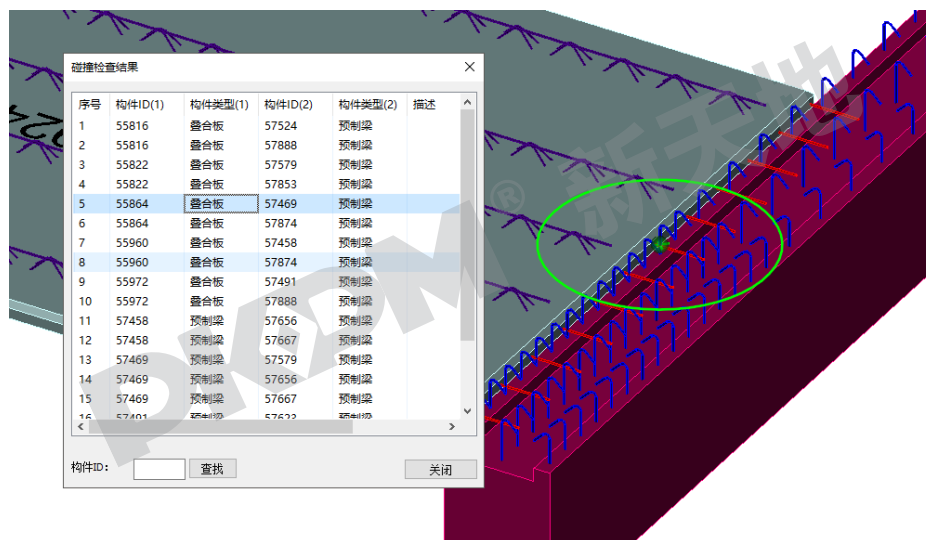 碰撞检查结果
序号 构件ID(1) 构件类型(1) 构件ID(2) 构件类型(2) 描述
1 55816 叠合板 57524 预制梁
2 55816 叠合板 57888 预制梁
3 55822 叠合板 57579 预制梁
4 55822 叠合板 57853 预制梁
5 55864 叠合板 57469 预制梁
6 55864 叠合板 57874 预制梁
7 55960 叠合板 57458 预制梁
8 55960 叠合板 57874 预制梁
9 55972 叠合板 57491 预制梁
10 55972 叠合板 57888 预制梁
11 57458 预制梁 57656 预制梁
12 57458 预制梁 57667 预制梁
13 57469 预制梁 57579 预制梁
14 57469 预制梁 57656 预制梁
15 57469 预制梁 57667 预制梁
16 57491 预制梁 57623 预制梁
构件ID:
查找 关闭
PKPM® 新天地